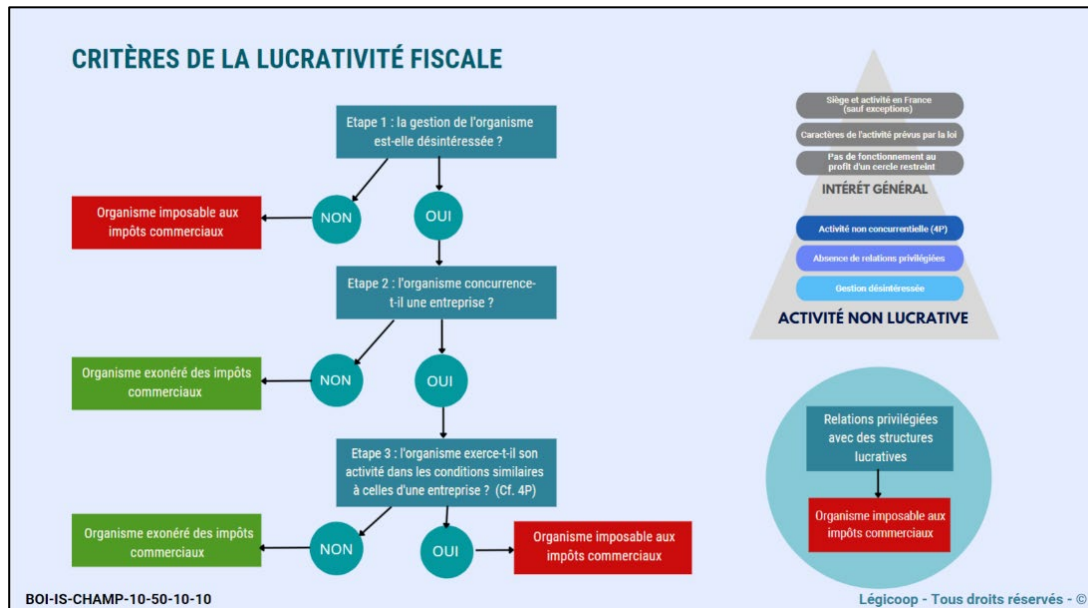 CRITÈRES DE LA LUCRATIVITÉ FISCALE
Etape 1 : la gestion de l'organisme
est-elle désintéressée ?
NON
OUI
Organisme imposable aux
impôts commerciaux
Etape 2 : l'organisme concurrence-
t-il une entreprise ?
NON
OUI
Organisme exonéré des impôts
commerciaux
Etape 3 : l'organisme exerce-t-il son
activité dans les conditions similaires
à celles d'une entreprise ? (Cf. 4P)
NON
OUI
Organisme exonéré des impôts
commerciaux
Organisme imposable aux
impôts commerciaux
Siège et activité en France
(sauf exceptions)
Caractères de l'activité prévus par la loi
Pas de fonctionnement au
profit d'un cercle restreint
INTÉRÉT GÉNÉRAL
Activité non concurrentielle (4P)
Absence de relations privilégiées
Gestion désintéressée
ACTIVITÉ NON LUCRATIVE
Relations privilégiées
avec des structures
lucratives
Organisme imposable aux
impôts commerciaux
BOI-IS-CHAMP-10-50-10-10
Légicoop - Tous droits réservés - ©